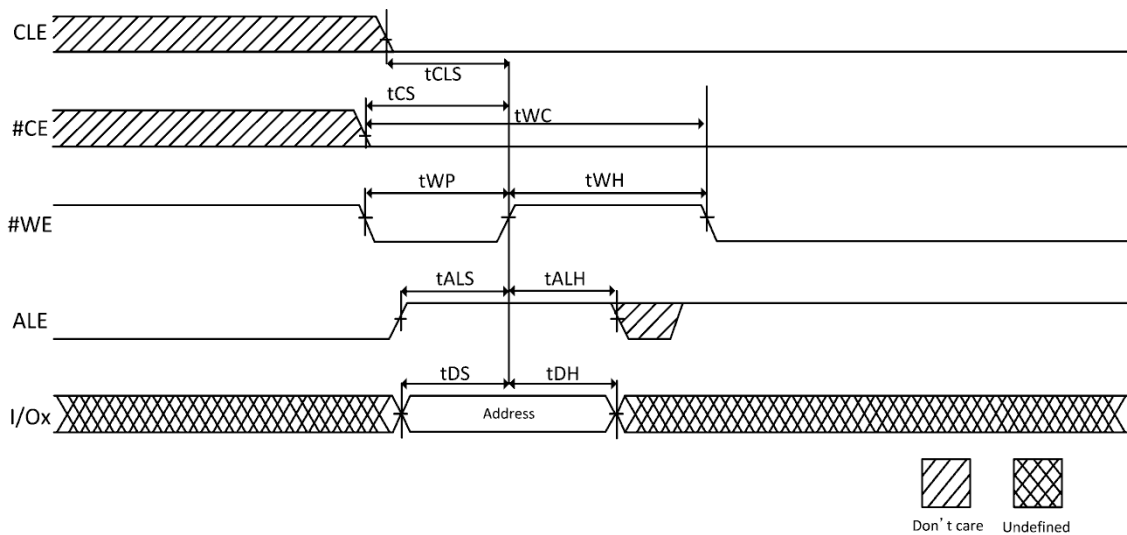 CLE
tCLS
tCS
tWC
#CE
tWP
tWH
#WE
tALS
tALH
ALE
tDS
tDH
I/Ox
Address
Don't care
Undefined